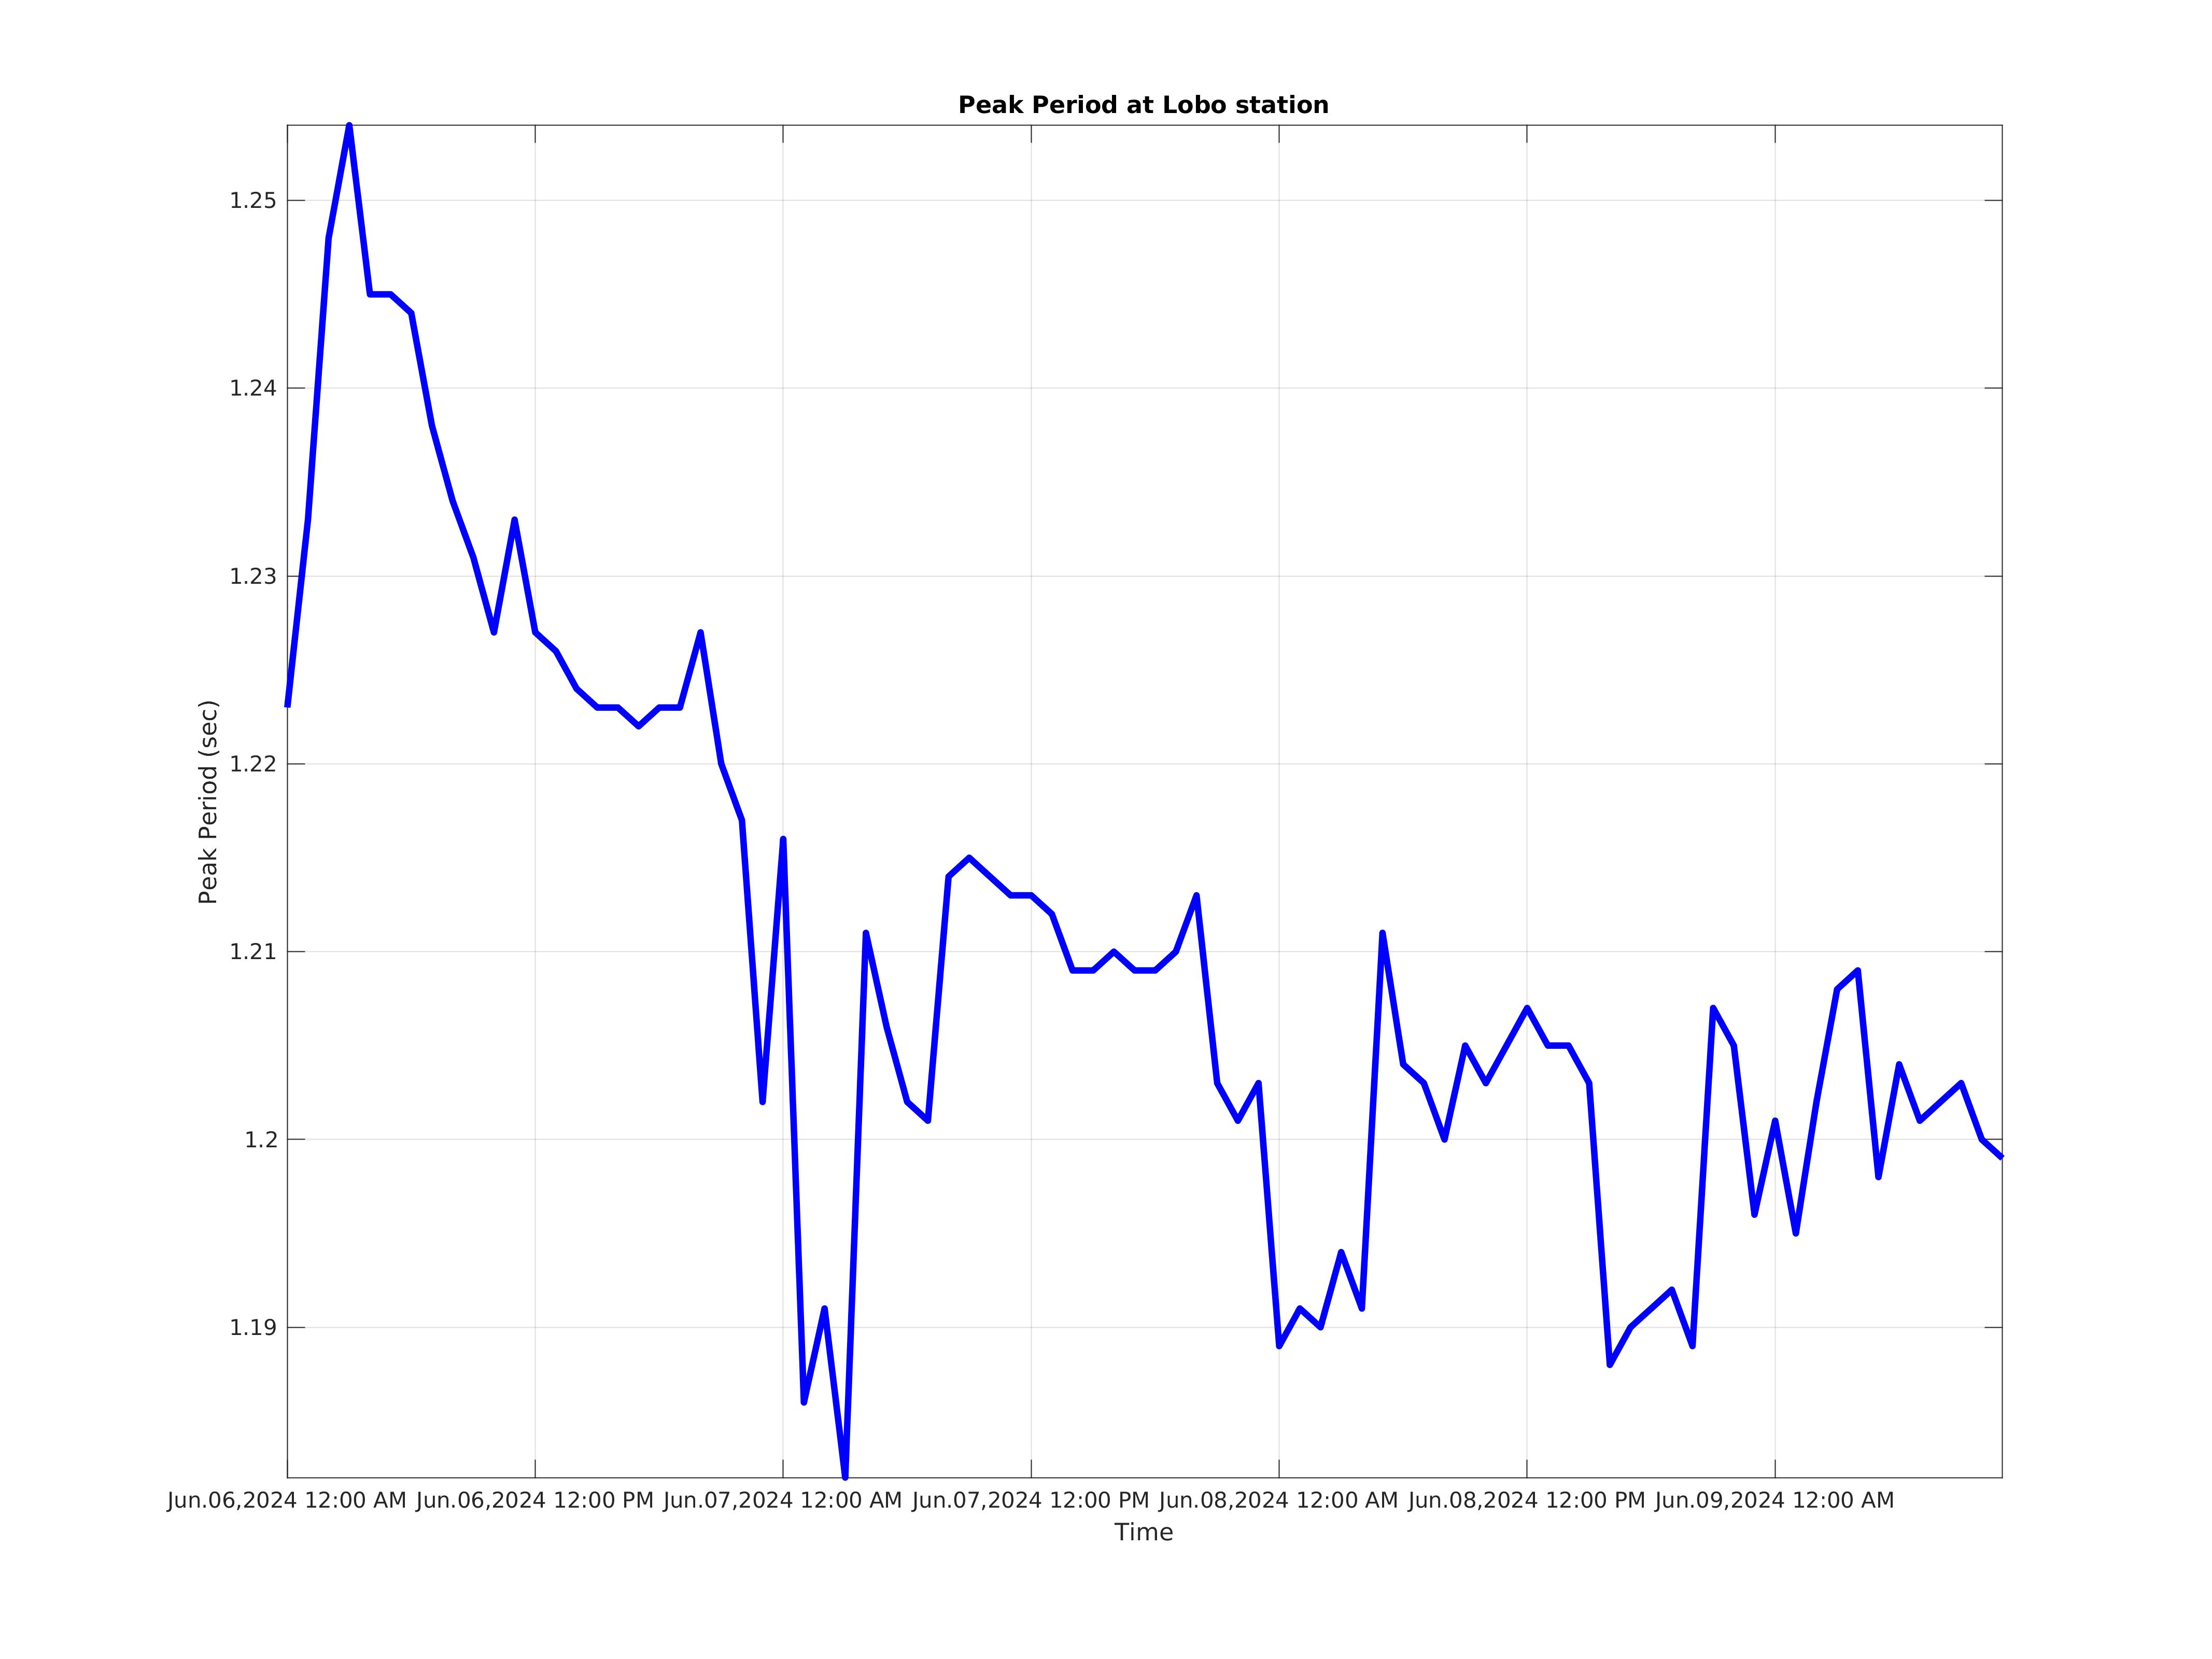 Peak Period at Lobo station
1.25
1.24
1.23
1.22
1.21
1.2
1.19
Peak Period (sec)
Jun.06,2024 12:00 AM Jun.06,2024 12:00 PM Jun.07,2024 12:00 AM Jun.07,2024 12:00 PM Jun.08,2024 12:00 AM Jun.08,2024 12:00 PM Jun.09,2024 12:00 AM
Time